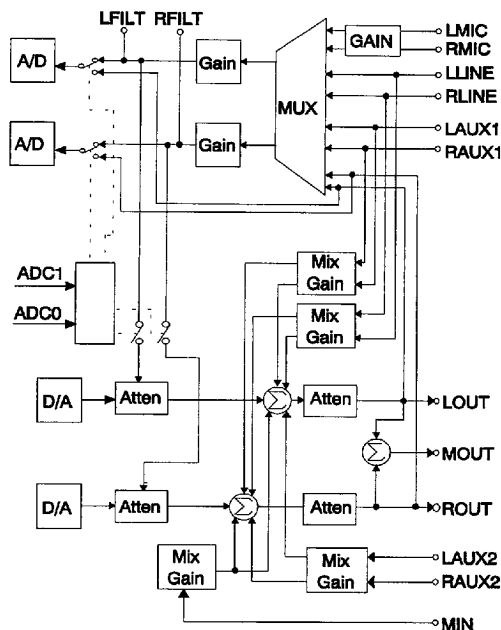 LFILT RFILT
LMIC
GAIN
RMIC
A/D
Gain
LLINE
MUX
RLINE
LAUX1
A/D
Gain
RAUX1
Mix
Gain
ADC1
Mix
Gain
ADC0
D/A
Atten
Σ
Atten
LOUT
Σ
MOUT
D/A
Atten
Σ
Atten
ROUT
Mix
Gain
Mix
Gain
LAUX2
RAUX2
MIN